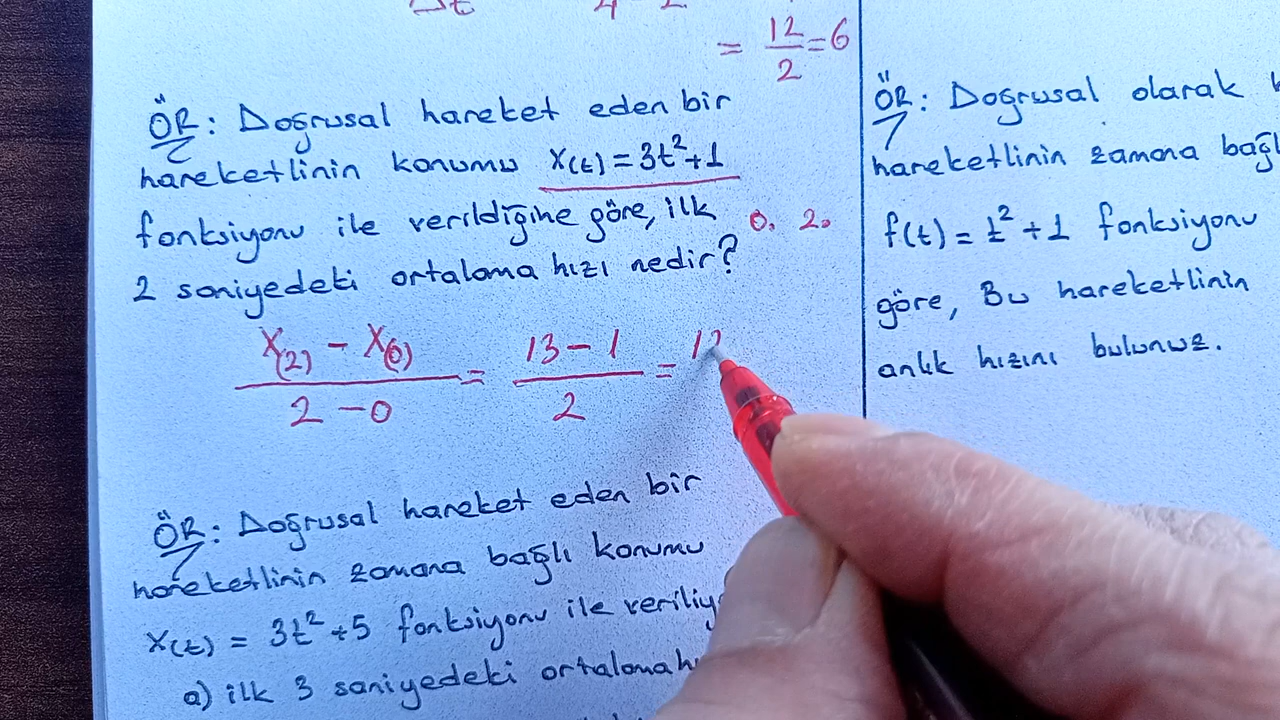 Δt 4 2
= 12/2 = 6
ÖR: Doğrusal hareket eden bir
hareketlinin konumu x(t) = 3t²+1
fonksiyonu ile verildiğine göre, ilk 0. 2.
2 saniyedeki ortalama hızı nedir?
x(2) - x(0) / 2 - 0 = 13 - 1 / 2 = 12
ÖR: Doğrusal hareket eden bir
hareketlinin zamana bağlı konumu
x(t) = 3t²+5 fonksiyonu ile
a) ilk 3 saniyedeki
ÖR: Doğrusal olarak
hareketlinin zamana
f(t) = t²+1 fonksiyonu
göre, Bu hareketlinin
anlık hızını bulunuz.